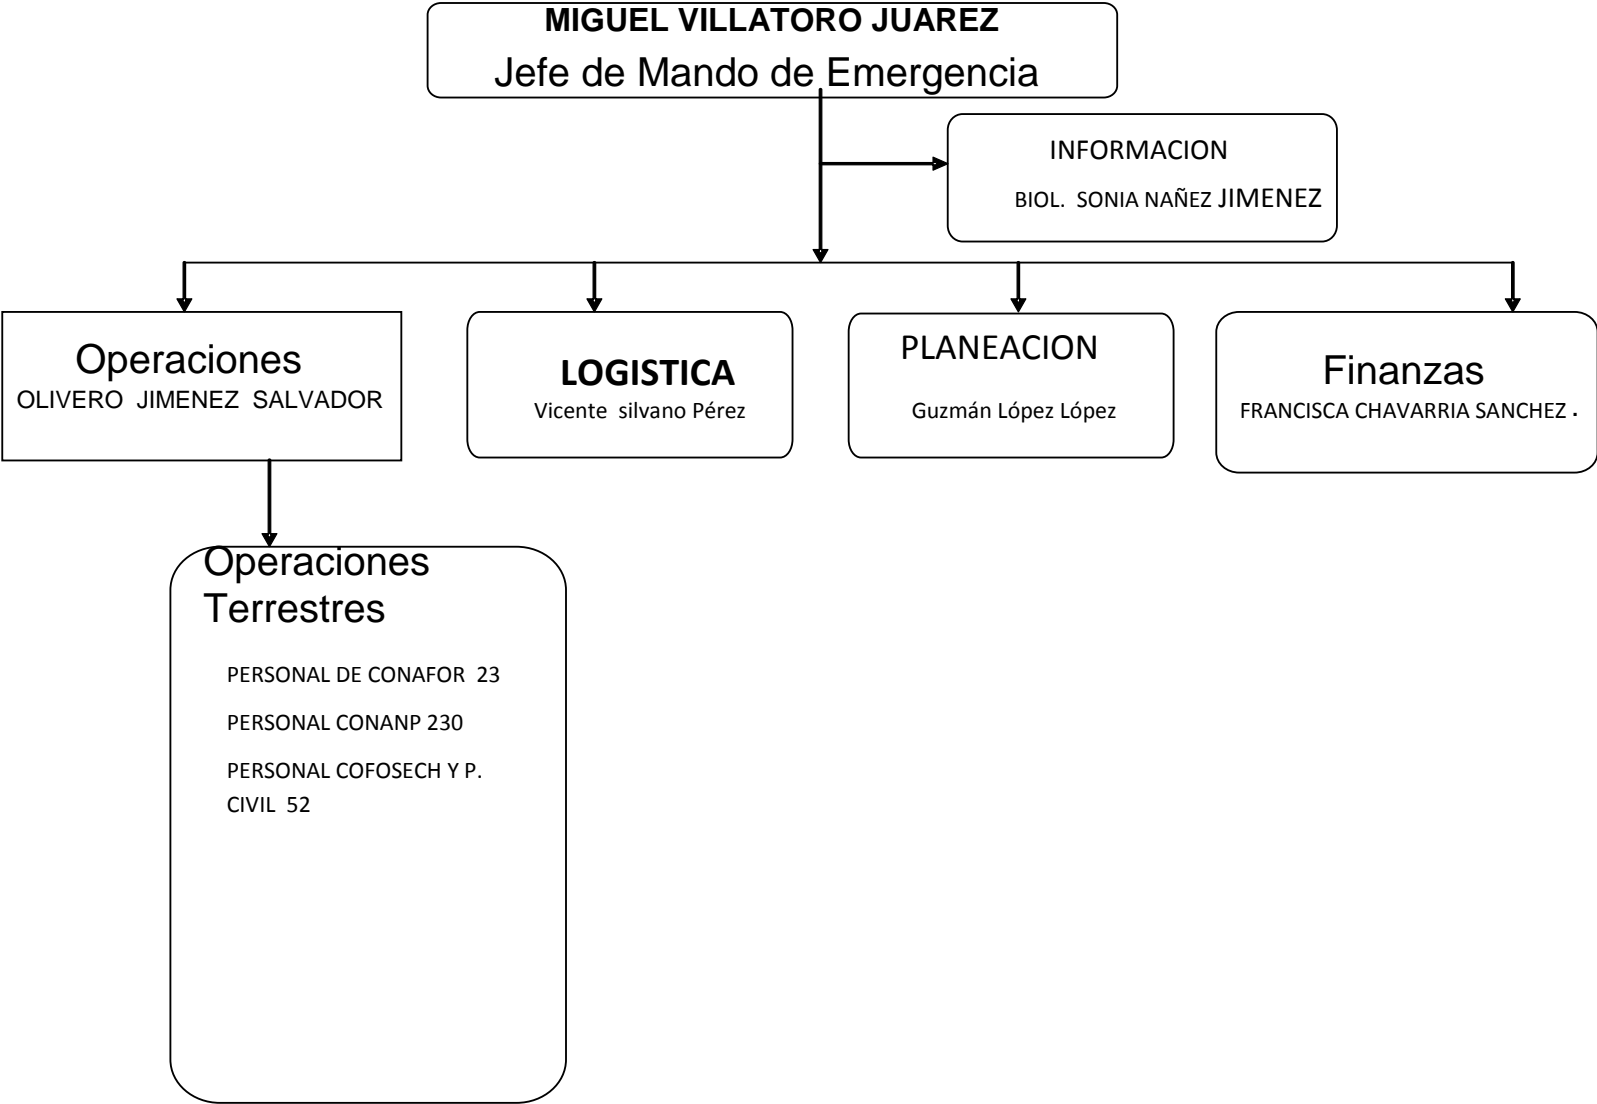 MIGUEL VILLATORO JUAREZ
Jefe de Mando de Emergencia
INFORMACION
BIOL. SONIA NAÑEZ JIMENEZ
Operaciones
OLIVERO JIMENEZ SALVADOR
LOGISTICA
Vicente silvano Pérez
PLANEACION
Guzmán López López
Finanzas
FRANCISCA CHAVARRIA SANCHEZ .
Operaciones
Terrestres
PERSONAL DE CONAFOR 23
PERSONAL CONANP 230
PERSONAL COFOSECH Y P.
CIVIL 52